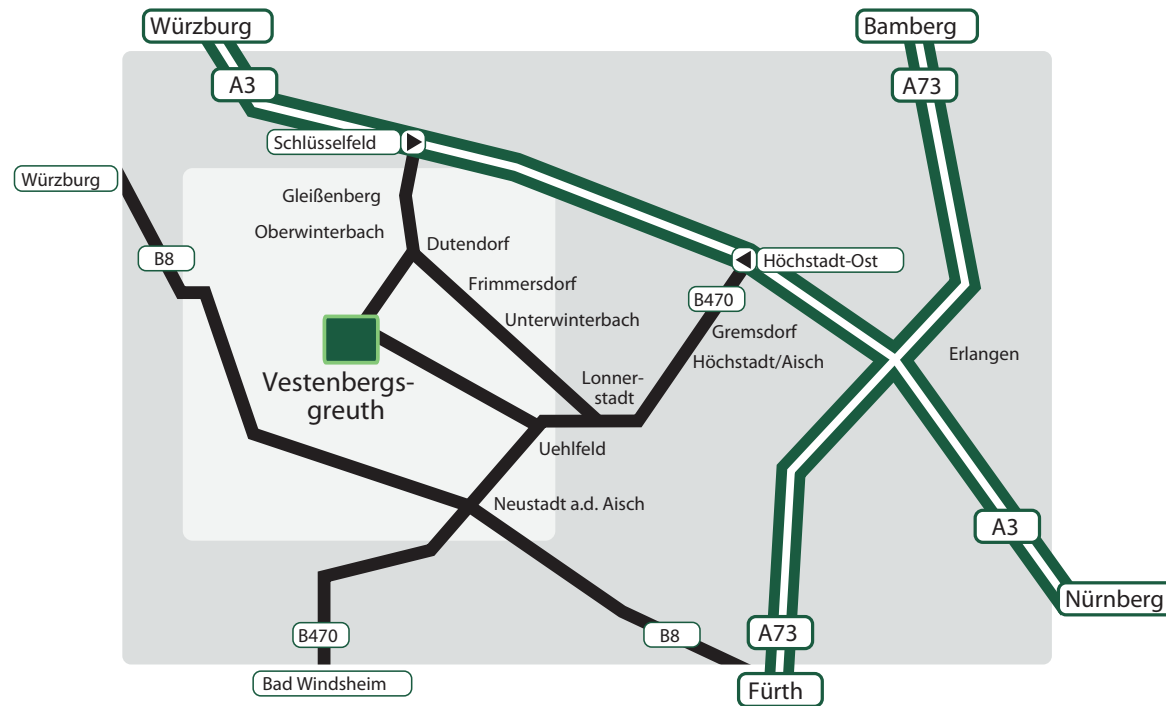 Würzburg
Bamberg
A3
A73
Schlüsselfeld
Würzburg
Gleißenberg
Oberwinterbach
Dutendorf
B8
Höchstadt-Ost
Frimmersdorf
B470
Unterwinterbach
Gremsdorf
Erlangen
Höchstadt/Aisch
Vestenbergs-
greuth
Lonner-
stadt
Uehlfeld
Neustadt a.d. Aisch
A3
Nürnberg
B470
B8
A73
Bad Windsheim
Fürth